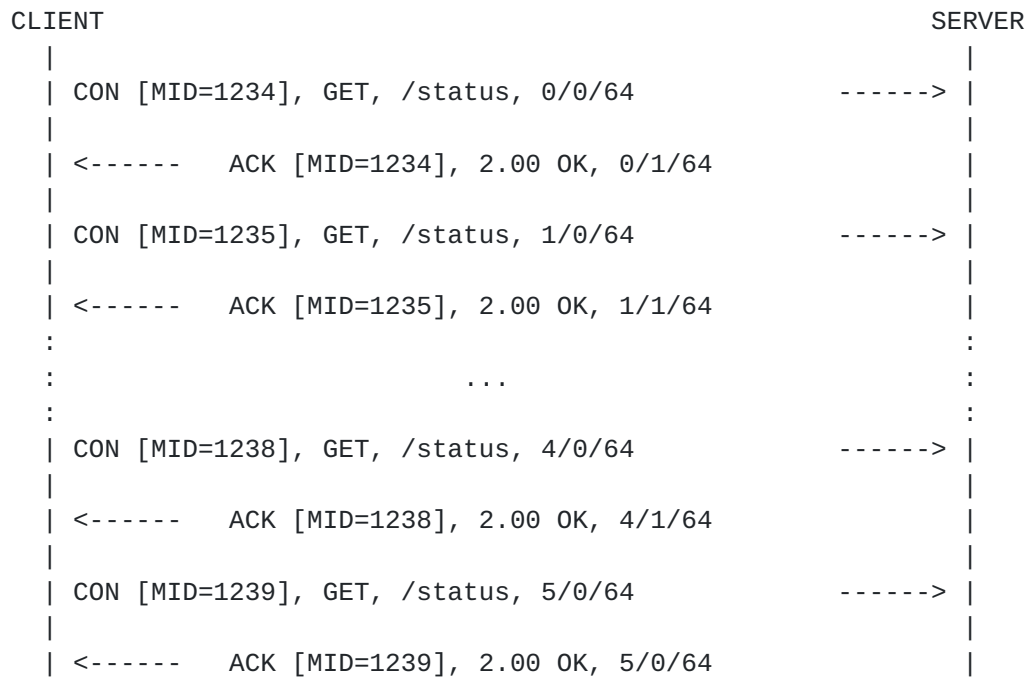 CLIENT                                                     SERVER
  |                                                          |
  | CON [MID=1234], GET, /status, 0/0/64             ------> |
  |                                                          |
  | <------   ACK [MID=1234], 2.00 OK, 0/1/64                |
  |                                                          |
  | CON [MID=1235], GET, /status, 1/0/64             ------> |
  |                                                          |
  | <------   ACK [MID=1235], 2.00 OK, 1/1/64                |
  :                                                          :
  :                          ...                             :
  :                                                          :
  | CON [MID=1238], GET, /status, 4/0/64             ------> |
  |                                                          |
  | <------   ACK [MID=1238], 2.00 OK, 4/1/64                |
  |                                                          |
  | CON [MID=1239], GET, /status, 5/0/64             ------> |
  |                                                          |
  | <------   ACK [MID=1239], 2.00 OK, 5/0/64                |